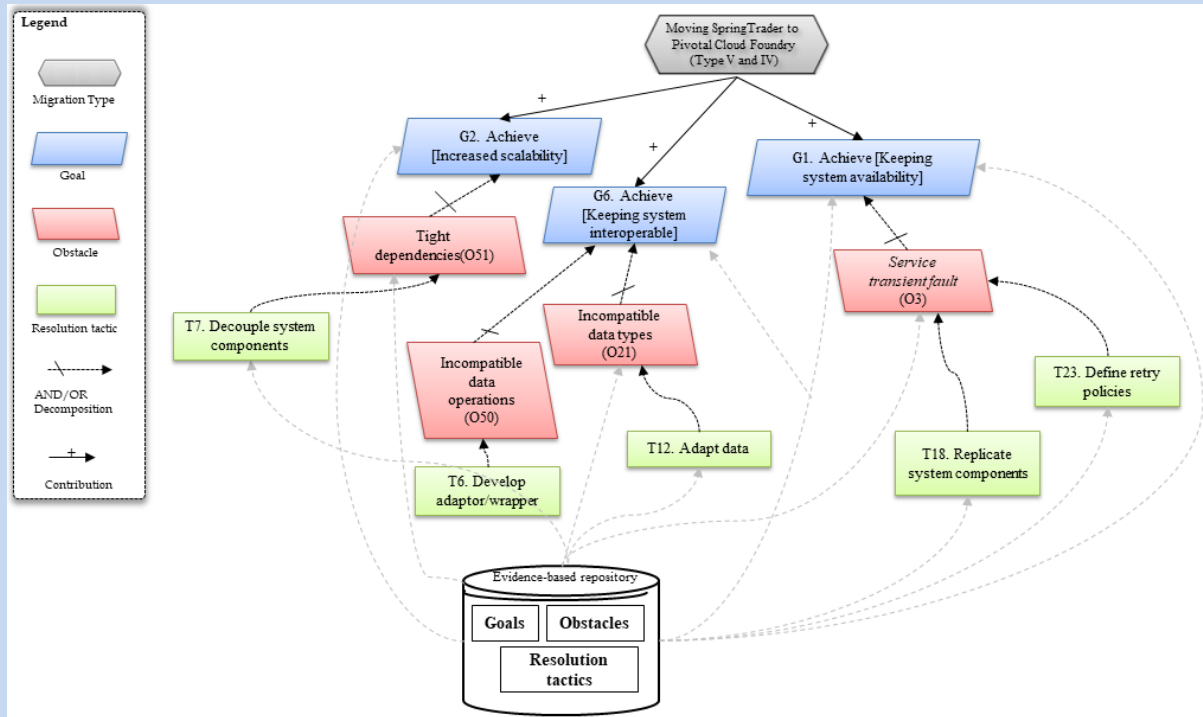 Legend
Migration Type
Goal
Obstacle
Resolution tactic
AND/OR
Decomposition
+
Contribution
Moving SpringTrader to
Pivotal Cloud Foundry
(Type V and IV)
+
+
+
G2. Achieve
[Increased scalability]
G6. Achieve
[Keeping system
interoperable]
G1. Achieve [Keeping
system availability]
Tight
dependencies(O51)
Service
transient fault
(O3)
T7. Decouple system
components
Incompatible
data types
(O21)
Incompatible
data
operations
(O50)
T23. Define retry
policies
T12. Adapt data
T18. Replicate
system components
T6. Develop
adaptor/wrapper
Evidence-based repository
Goals
Obstacles
Resolution
tactics